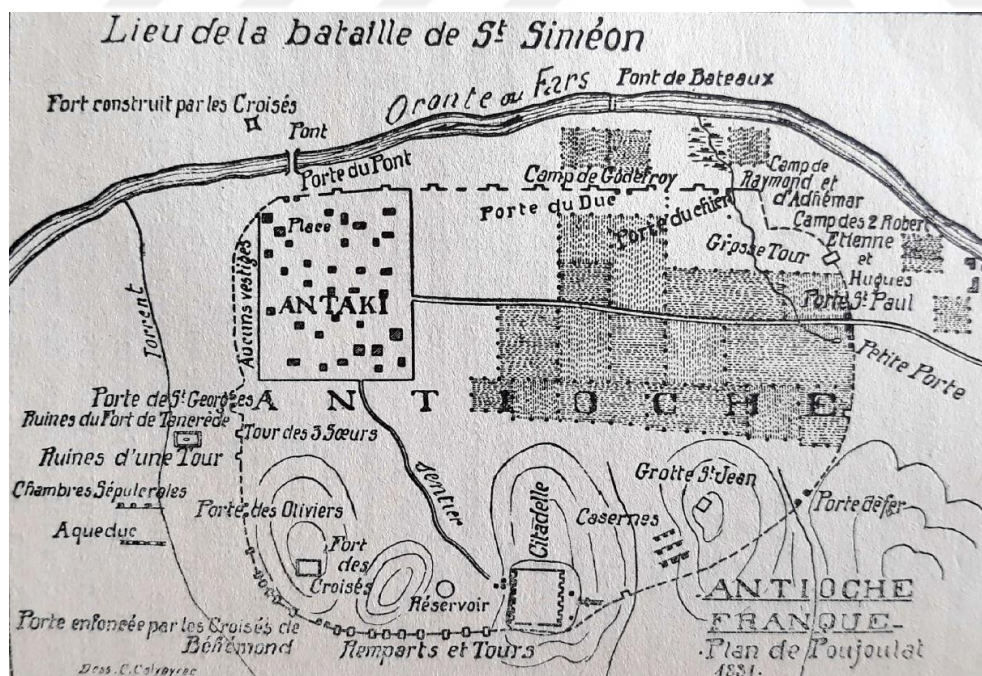 Lieu de la bataille de St Siméon
Fort construit par les Croisés
Oronte ou Fars
Pont de Bateaux
Pont
Porte du Pont
Camp de Godefroy
Camp de
Raymond et
d'Adhémar
Porte du Duc
Porte du chien
Camp des 2 Robert
Etienne
et
Hugues
Place
Grosse Tour
Aucuns vestiges
ANTAKI
Porte St Paul
Torrent
Petite Porte
Porte de St Georges
ANTIOCHE
Ruines du Fort de Tancrède
Tour des 3 Sœurs
Ruines d'une Tour
Sentier
Chambres Sépulcrales
Grotte St Jean
Porte des Oliviers
Citadelle
Casernes
Porte de fer
Aqueduc
Fort
des
Croisés
Réservoir
ANTIOCHE
FRANQUE-
Porte enfoncée par les Croisés de
Béhémond
Remparts et Tours
Plan de Poujoulat
1831.